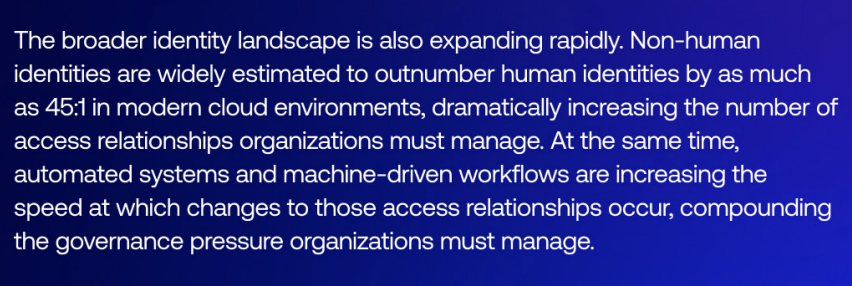 The broader identity landscape is also expanding rapidly. Non-human
identities are widely estimated to outnumber human identities by as much
as 45:1 in modern cloud environments, dramatically increasing the number of
access relationships organizations must manage. At the same time,
automated systems and machine-driven workflows are increasing the
speed at which changes to those access relationships occur, compounding
the governance pressure organizations must manage.